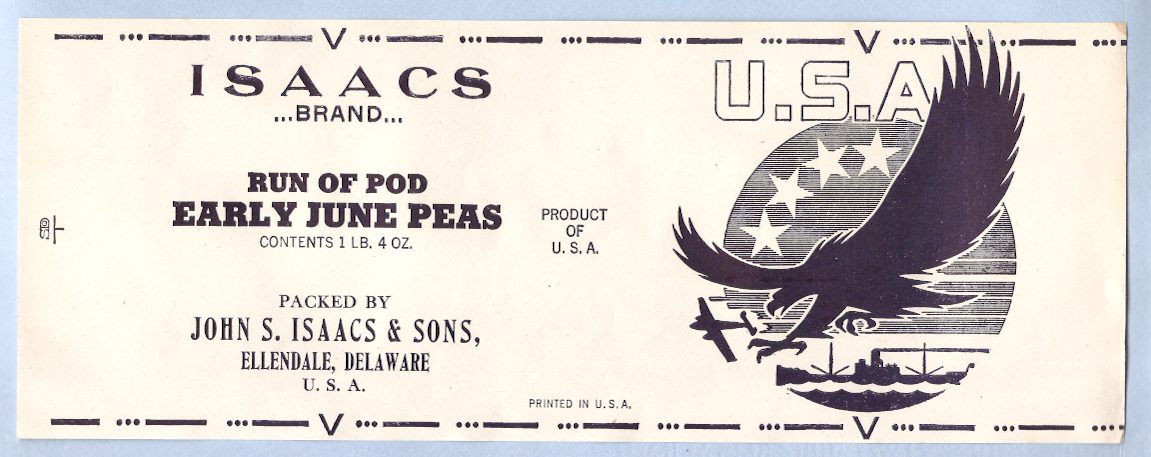 ISAACS
...BRAND...
RUN OF POD
EARLY JUNE PEAS
CONTENTS 1 LB. 4 OZ.
PACKED BY
JOHN S. ISAACS & SONS,
ELLENDALE, DELAWARE
U. S. A.
PRODUCT
OF
U. S. A.
PRINTED IN U.S.A.
U.S.A